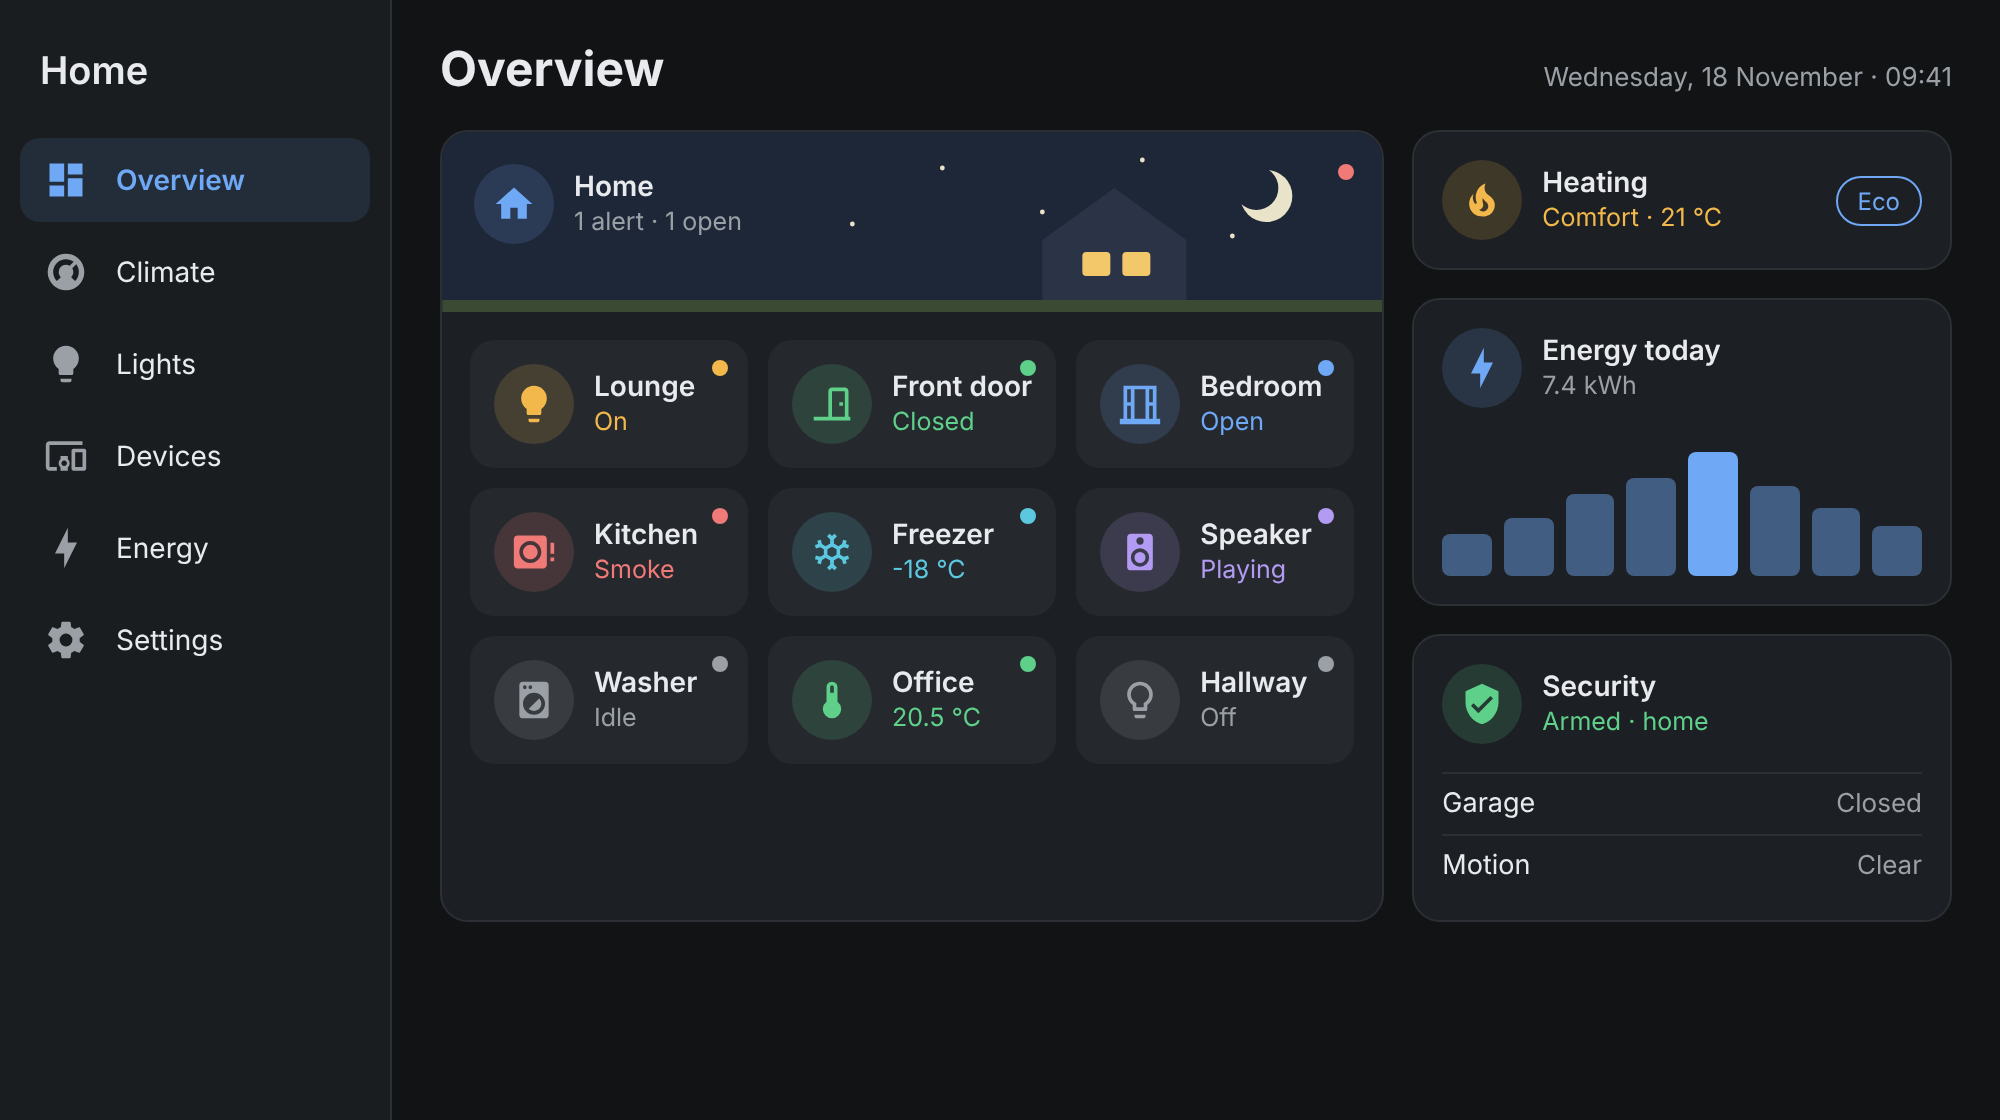 Home
Overview
Climate
Lights
Devices
Energy
Settings
Overview
Wednesday, 18 November · 09:41
Home
1 alert · 1 open
Lounge
On
Front door
Closed
Bedroom
Open
Kitchen
Smoke
Freezer
-18 °C
Speaker
Playing
Washer
Idle
Office
20.5 °C
Hallway
Off
Heating
Comfort · 21 °C
Eco
Energy today
7.4 kWh
Security
Armed · home
Garage
Closed
Motion
Clear